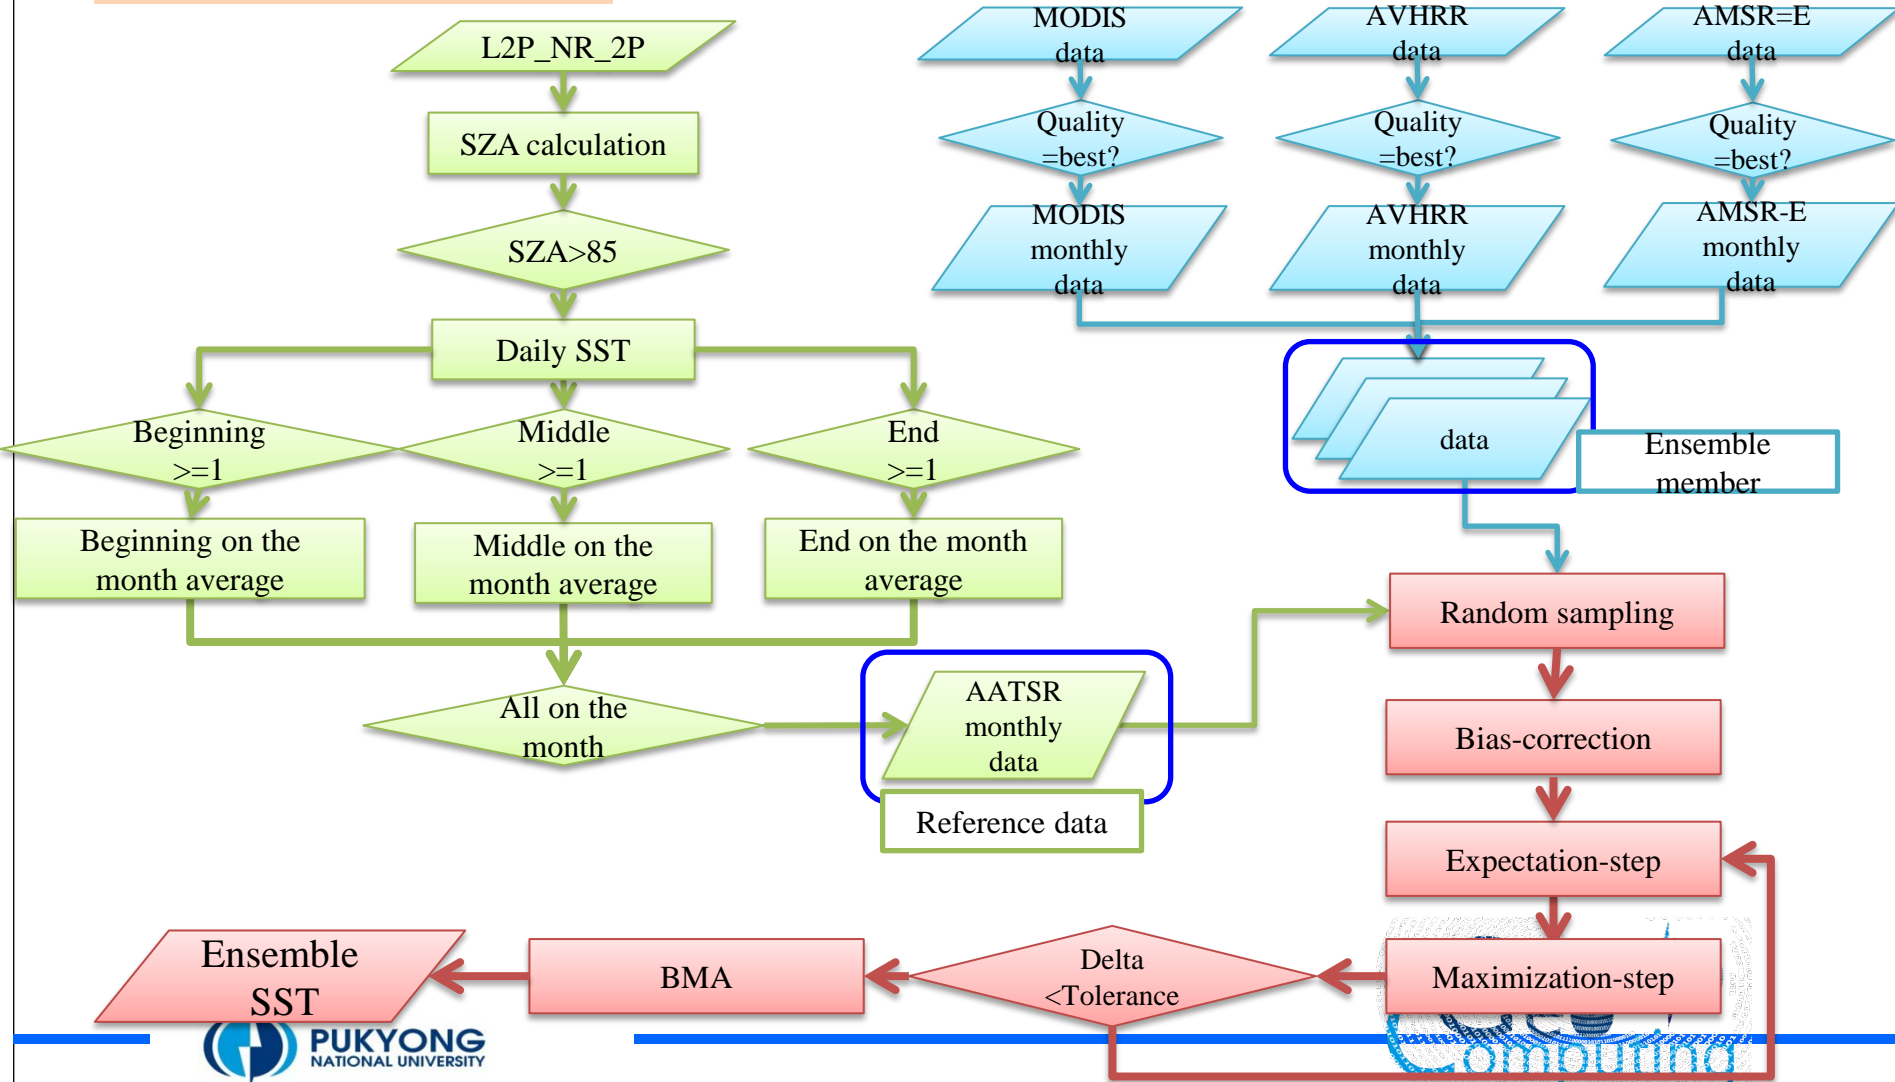 L2P_NR_2P
SZA calculation
SZA>85
Daily SST
Beginning
>=1
Middle
>=1
End
>=1
Beginning on the
month average
Middle on the
month average
End on the month
average
All on the
month
AATSR
monthly
data
Reference data
MODIS
data
AVHRR
data
AMSR=E
data
Quality
=best?
Quality
=best?
Quality
=best?
MODIS
monthly
data
AVHRR
monthly
data
AMSR-E
monthly
data
data
Ensemble
member
Random sampling
Bias-correction
Expectation-step
Maximization-step
Delta
<Tolerance
BMA
Ensemble
SST
PUKYONG
NATIONAL UNIVERSITY
computing